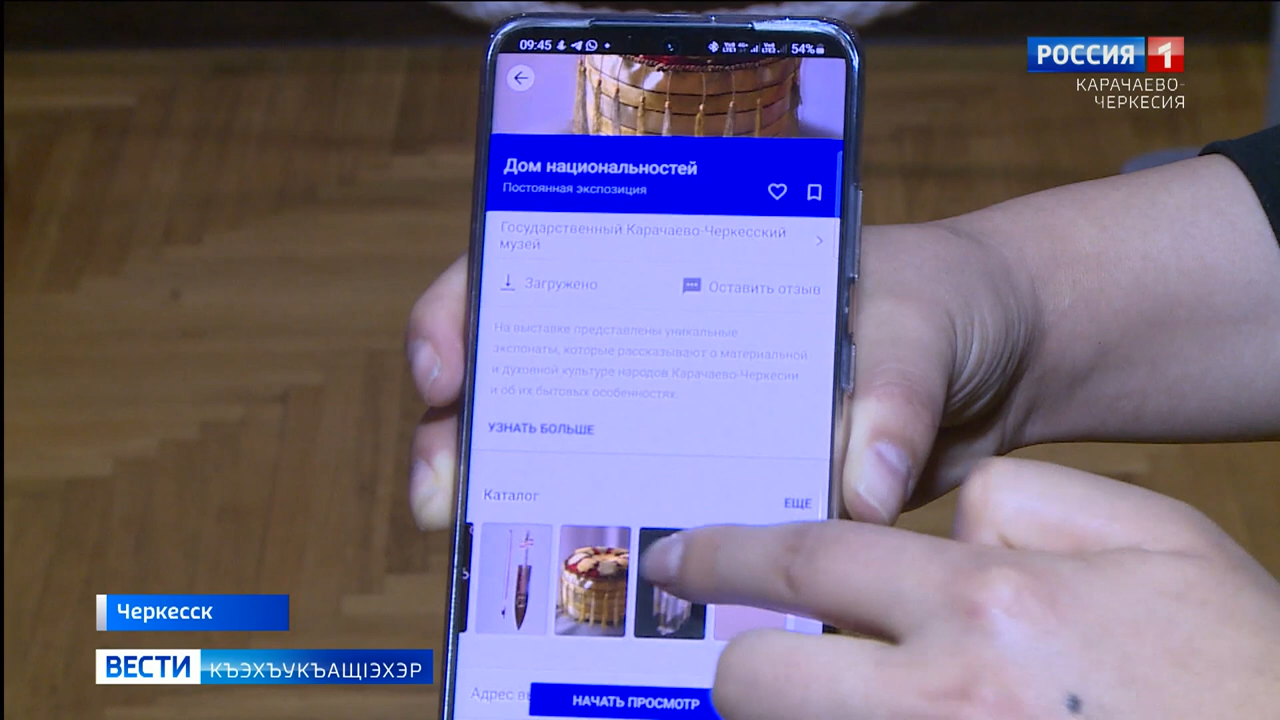 09:45
54%
РОССИЯ 1
КАРАЧАЕВО-
ЧЕРКЕСИЯ
Дом национальностей
Постоянная экспозиция
Государственный Карачаево-Черкесский
музей
Загружено
Оставить отзыв
На выставке представлены уникальные
экспонаты, которые рассказывают о материальной
и духовной культуре народов Карачаево-Черкесии
и об их бытовых особенностях.
УЗНАТЬ БОЛЬШЕ
Каталог
ЕЩЕ
Адрес
НАЧАТЬ ПРОСМОТР
Черкесск
ВЕСТИ КЪЭХЪУКЪАЩІЭХЭР